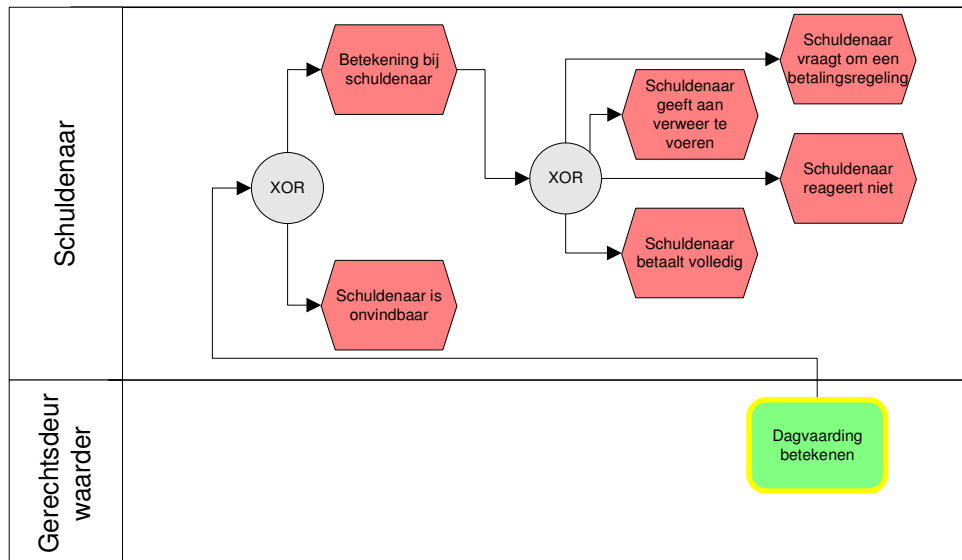 Schuldenaar
Betekening bij
schuldenaar
Schuldenaar
vraagt om een
betalingsregeling
Schuldenaar
geeft aan
verweer te
voeren
XOR
XOR
Schuldenaar
reageert niet
Schuldenaar
betaalt volledig
Schuldenaar is
onvindbaar
Gerechtsdeur
waarder
Dagvaarding
betekenen